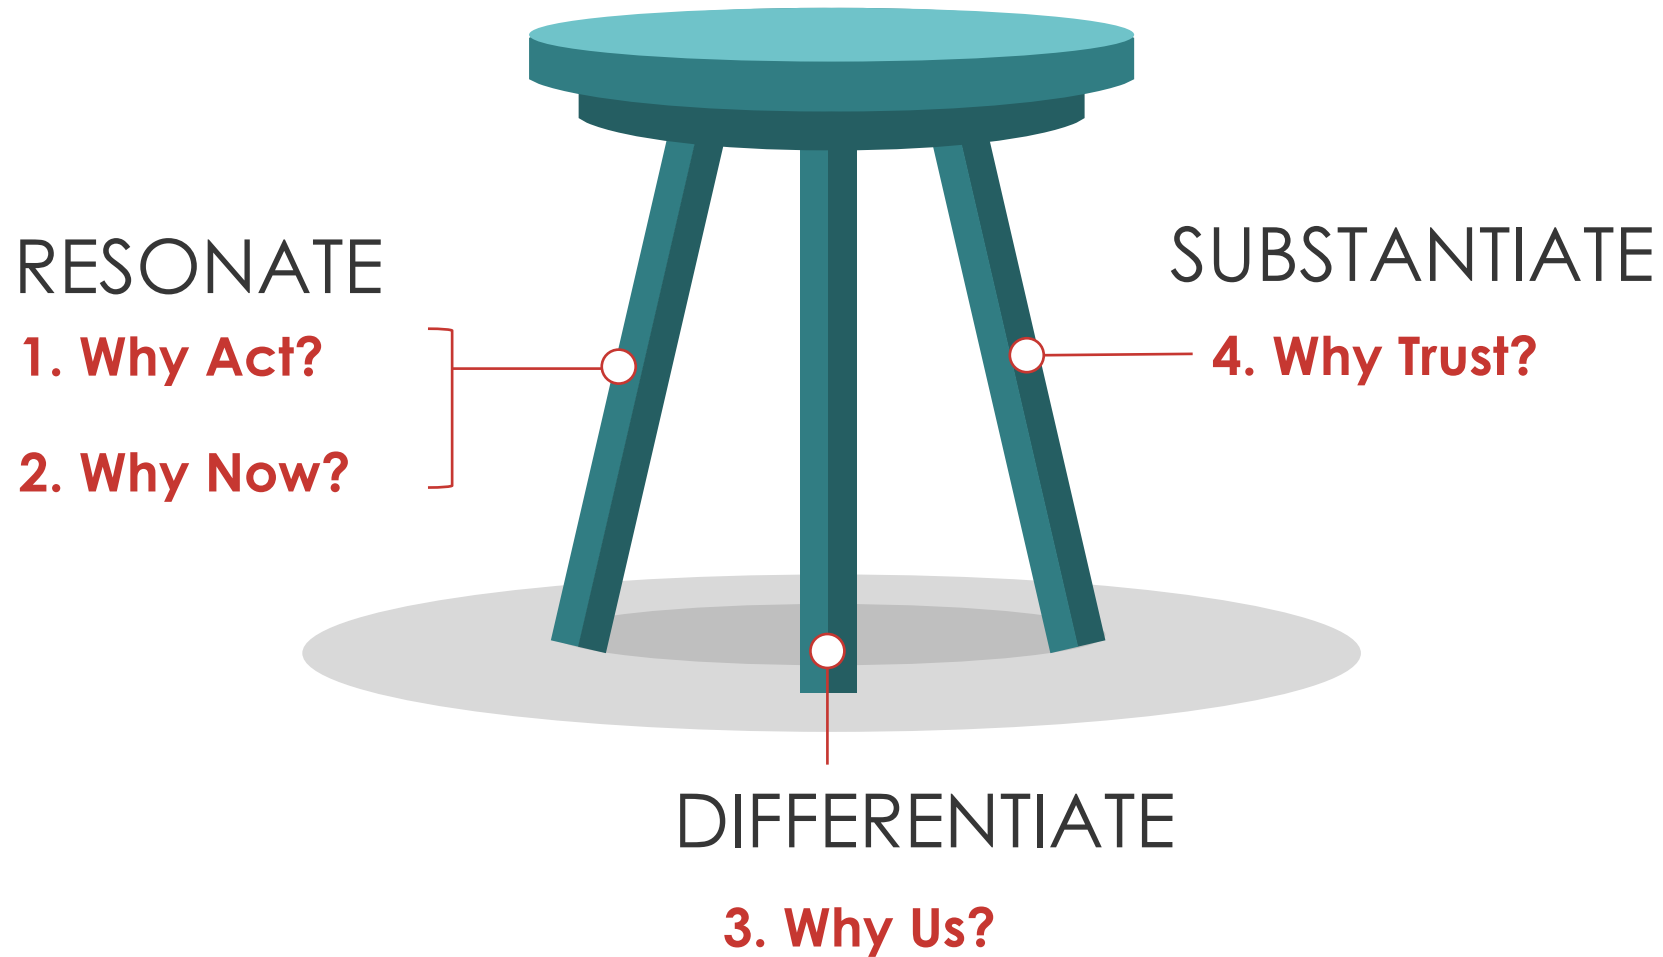 RESONATE
1. Why Act?
2. Why Now?
SUBSTANTIATE
4. Why Trust?
DIFFERENTIATE
3. Why Us?